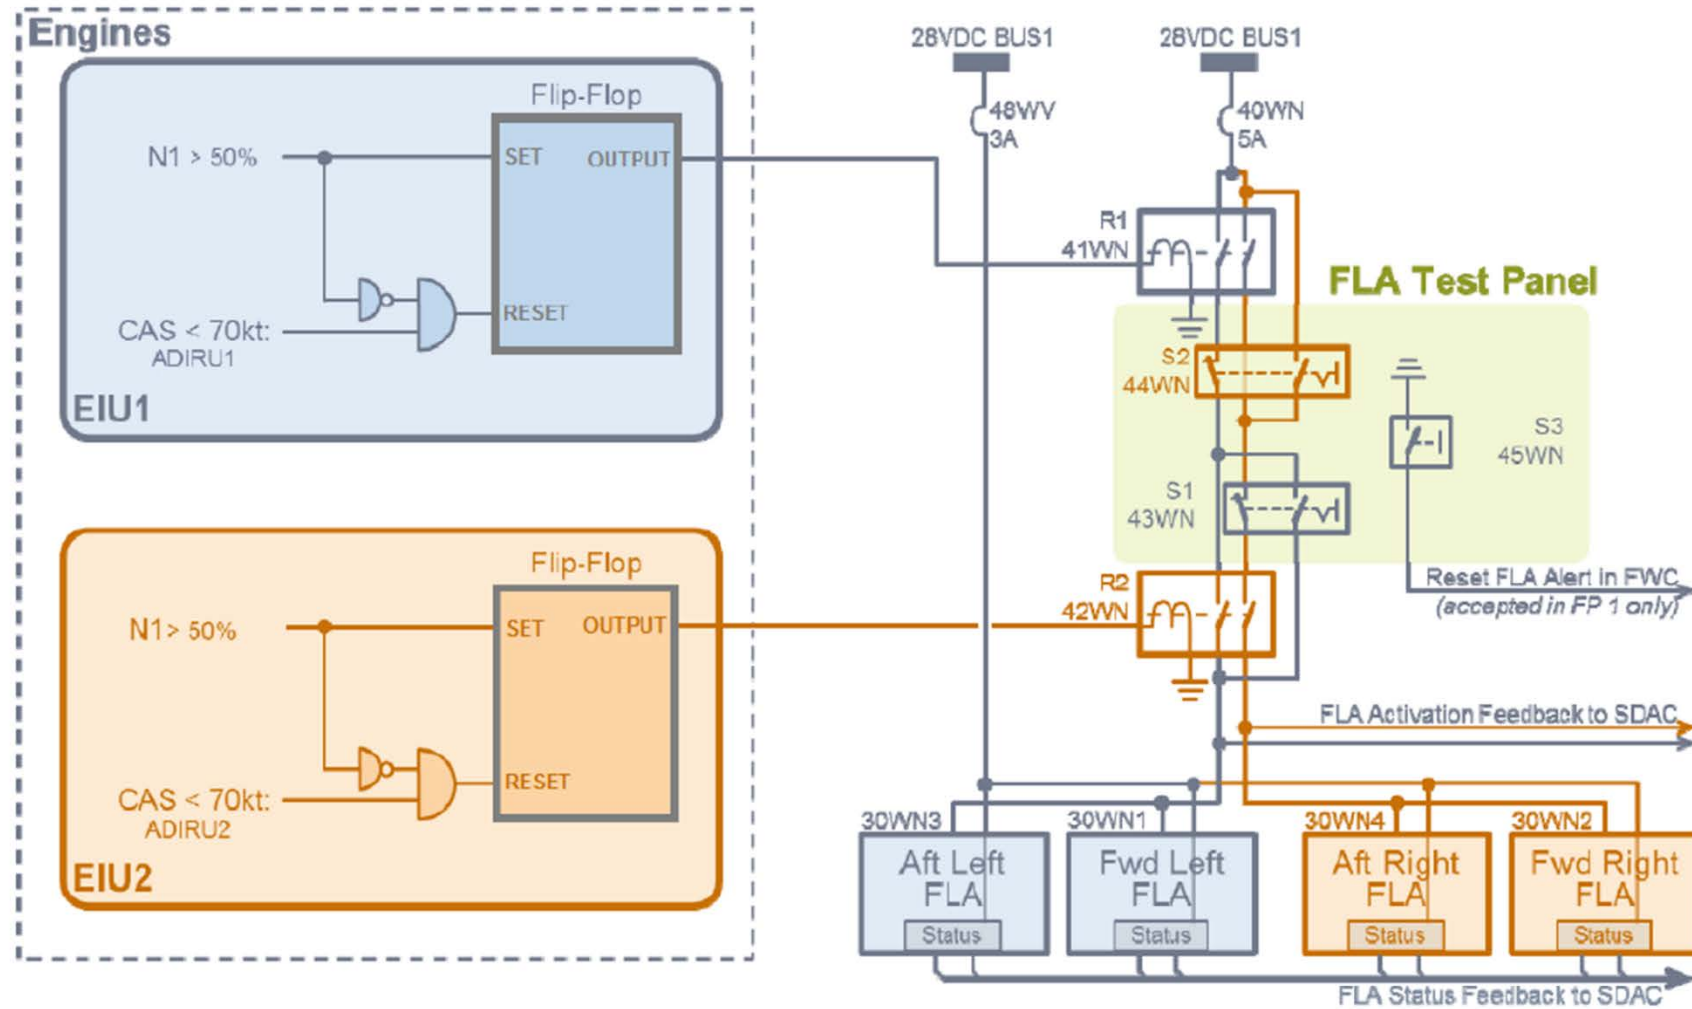 Engines
Flip-Flop
N1 > 50%
SET
OUTPUT
RESET
CAS < 70kt:
ADIRU1
EIU1
Flip-Flop
N1> 50%
SET
OUTPUT
RESET
CAS < 70kt:
ADIRU2
EIU2
28VDC BUS1
28VDC BUS1
48WV
3A
40WN
5A
R1
41WN
FLA Test Panel
S2
44WN
S3
45WN
S1
43WN
R2
42WN
Reset FLA Alert in FWC
(accepted in FP 1 only)
FLA Activation Feedback to SDAC
30WN3
30WN1
30WN4
30WN2
Aft Left
FLA
Status
Fwd Left
FLA
Status
Aft Right
FLA
Status
Fwd Right
FLA
Status
FLA Status Feedback to SDAC